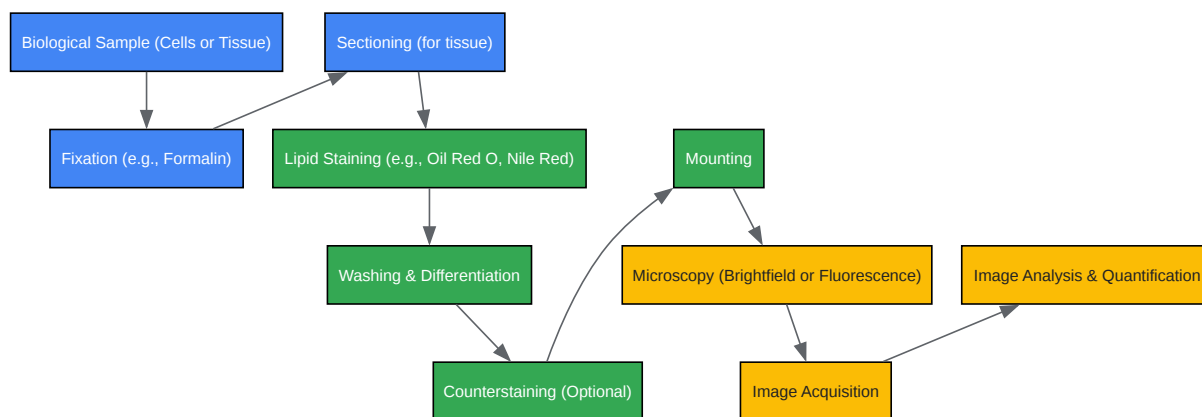 Biological Sample (Cells or Tissue)
Sectioning (for tissue)
Fixation (e.g., Formalin)
Lipid Staining (e.g., Oil Red O, Nile Red)
Mounting
Washing & Differentiation
Microscopy (Brightfield or Fluorescence)
Image Analysis & Quantification
Counterstaining (Optional)
Image Acquisition